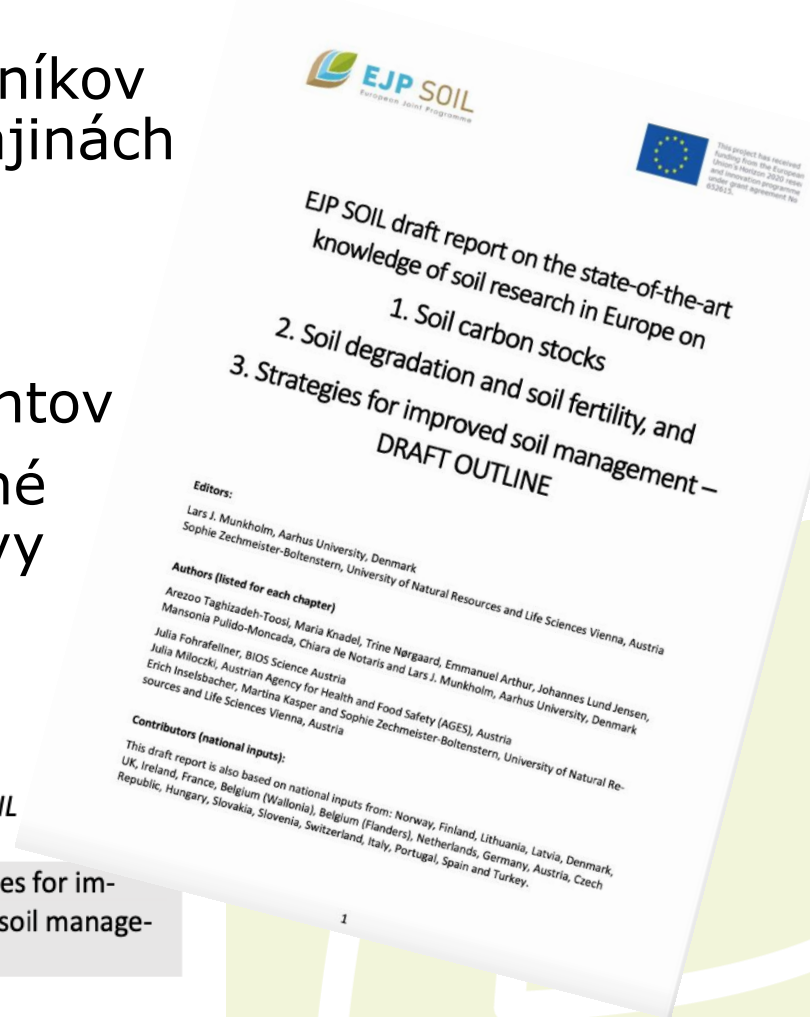 níkov
jinách
ntov
né
vy
IL
es for im-
soil manage-
EJP SOIL
European Joint Programme
This project has received
funding from the European
Union's Horizon 2020 rese
and innovation programme
under grant agreement No
652615.
EJP SOIL draft report on the state-of-the-art
knowledge of soil research in Europe on
1. Soil carbon stocks
2. Soil degradation and soil fertility, and
3. Strategies for improved soil management –
DRAFT OUTLINE
Editors:
Lars J. Munkholm, Aarhus University, Denmark
Sophie Zechmeister-Boltenstern, University of Natural Resources and Life Sciences Vienna, Austria
Authors (listed for each chapter)
Arezoo Taghizadeh-Toosi, Maria Knadel, Trine Nørgaard, Emmanuel Arthur, Johannes Lund Jensen,
Mansonia Pulido-Moncada, Chiara de Notaris and Lars J. Munkholm, Aarhus University, Denmark
Julia Fohrafellner, BIOS Science Austria
Julia Miloczki, Austrian Agency for Health and Food Safety (AGES), Austria
Erich Inselsbacher, Martina Kasper and Sophie Zechmeister-Boltenstern, University of Natural Re-
sources and Life Sciences Vienna, Austria
Contributors (national inputs):
This draft report is also based on national inputs from: Norway, Finland, Lithuania, Latvia, Denmark,
UK, Ireland, France, Belgium (Wallonia), Belgium (Flanders), Netherlands, Germany, Austria, Czech
Republic, Hungary, Slovakia, Slovenia, Switzerland, Italy, Portugal, Spain and Turkey.
1